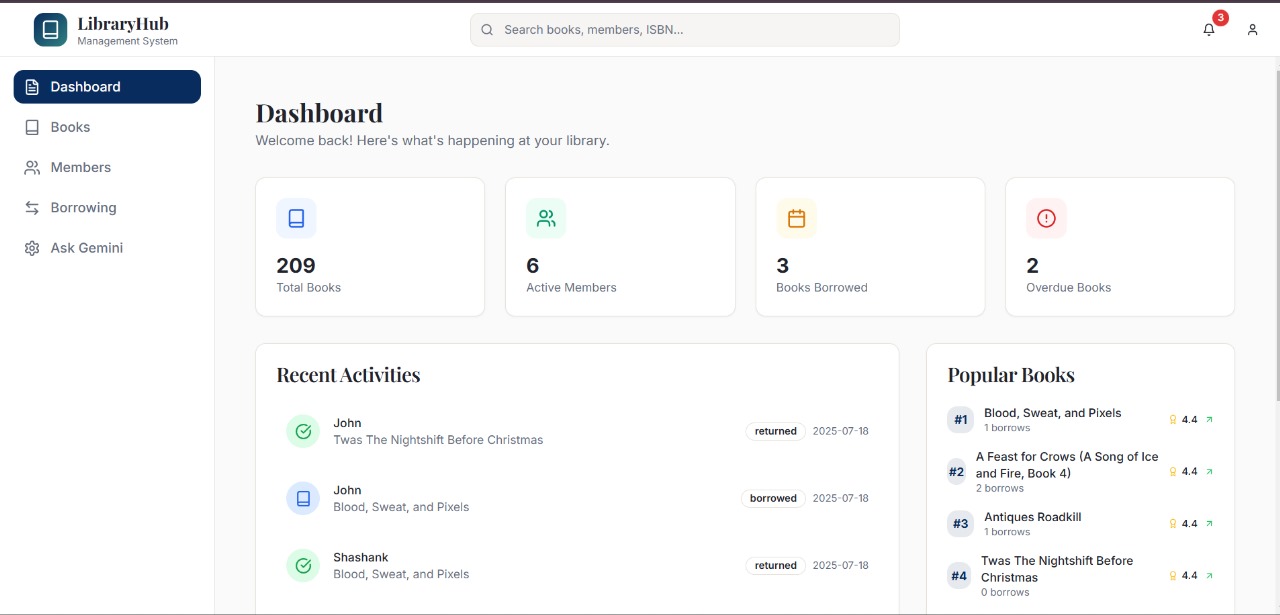 LibraryHub
Management System
Search books, members, ISBN...
3
Dashboard
Books
Members
Borrowing
Ask Gemini
Dashboard
Welcome back! Here's what's happening at your library.
209
Total Books
6
Active Members
3
Books Borrowed
2
Overdue Books
Recent Activities
John
Twas The Nightshift Before Christmas
returned 2025-07-18
John
Blood, Sweat, and Pixels
borrowed 2025-07-18
Shashank
Blood, Sweat, and Pixels
returned 2025-07-18
Popular Books
#1
Blood, Sweat, and Pixels
1 borrows
4.4
#2
A Feast for Crows (A Song of Ice
and Fire, Book 4)
2 borrows
4.4
#3
Antiques Roadkill
1 borrows
4.4
#4
Twas The Nightshift Before
Christmas
0 borrows
4.4